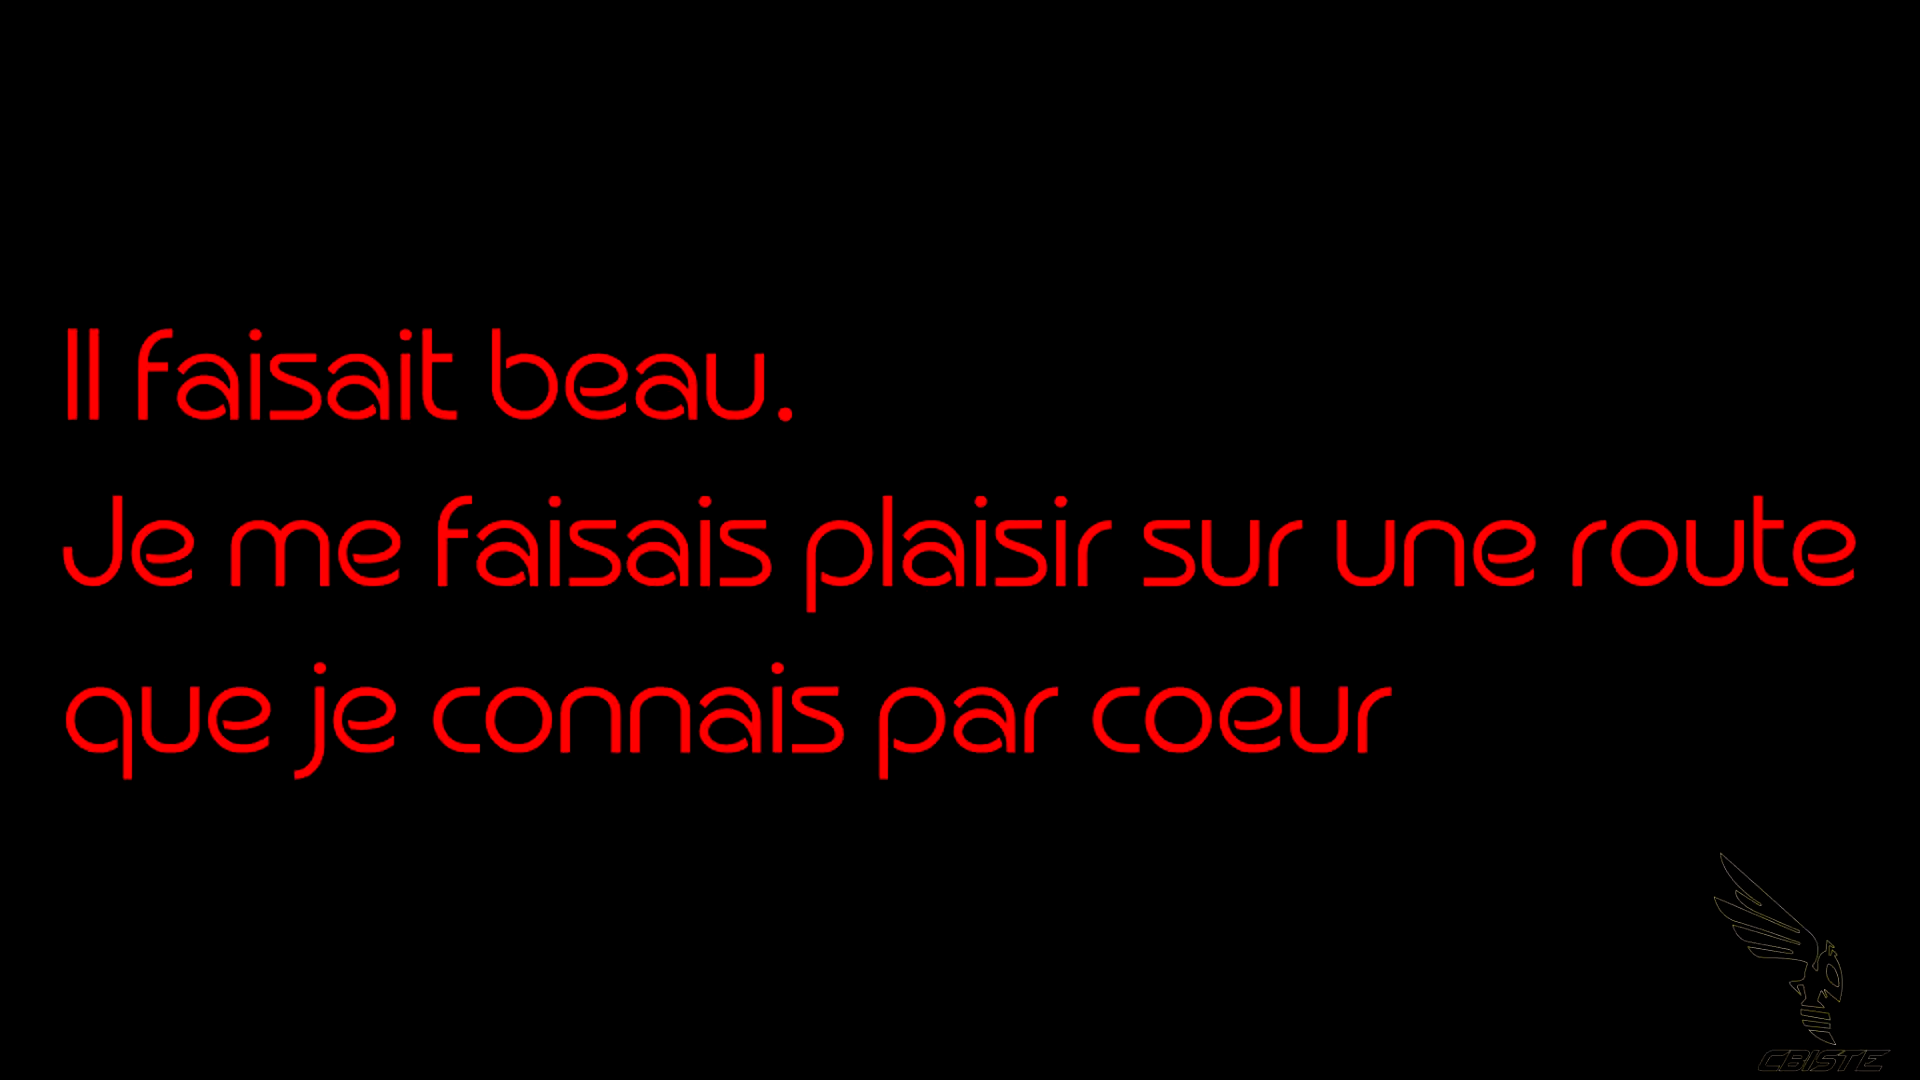 Il faisait beau.
Je me faisais plaisir sur une route
que je connais par coeur
CBISTE